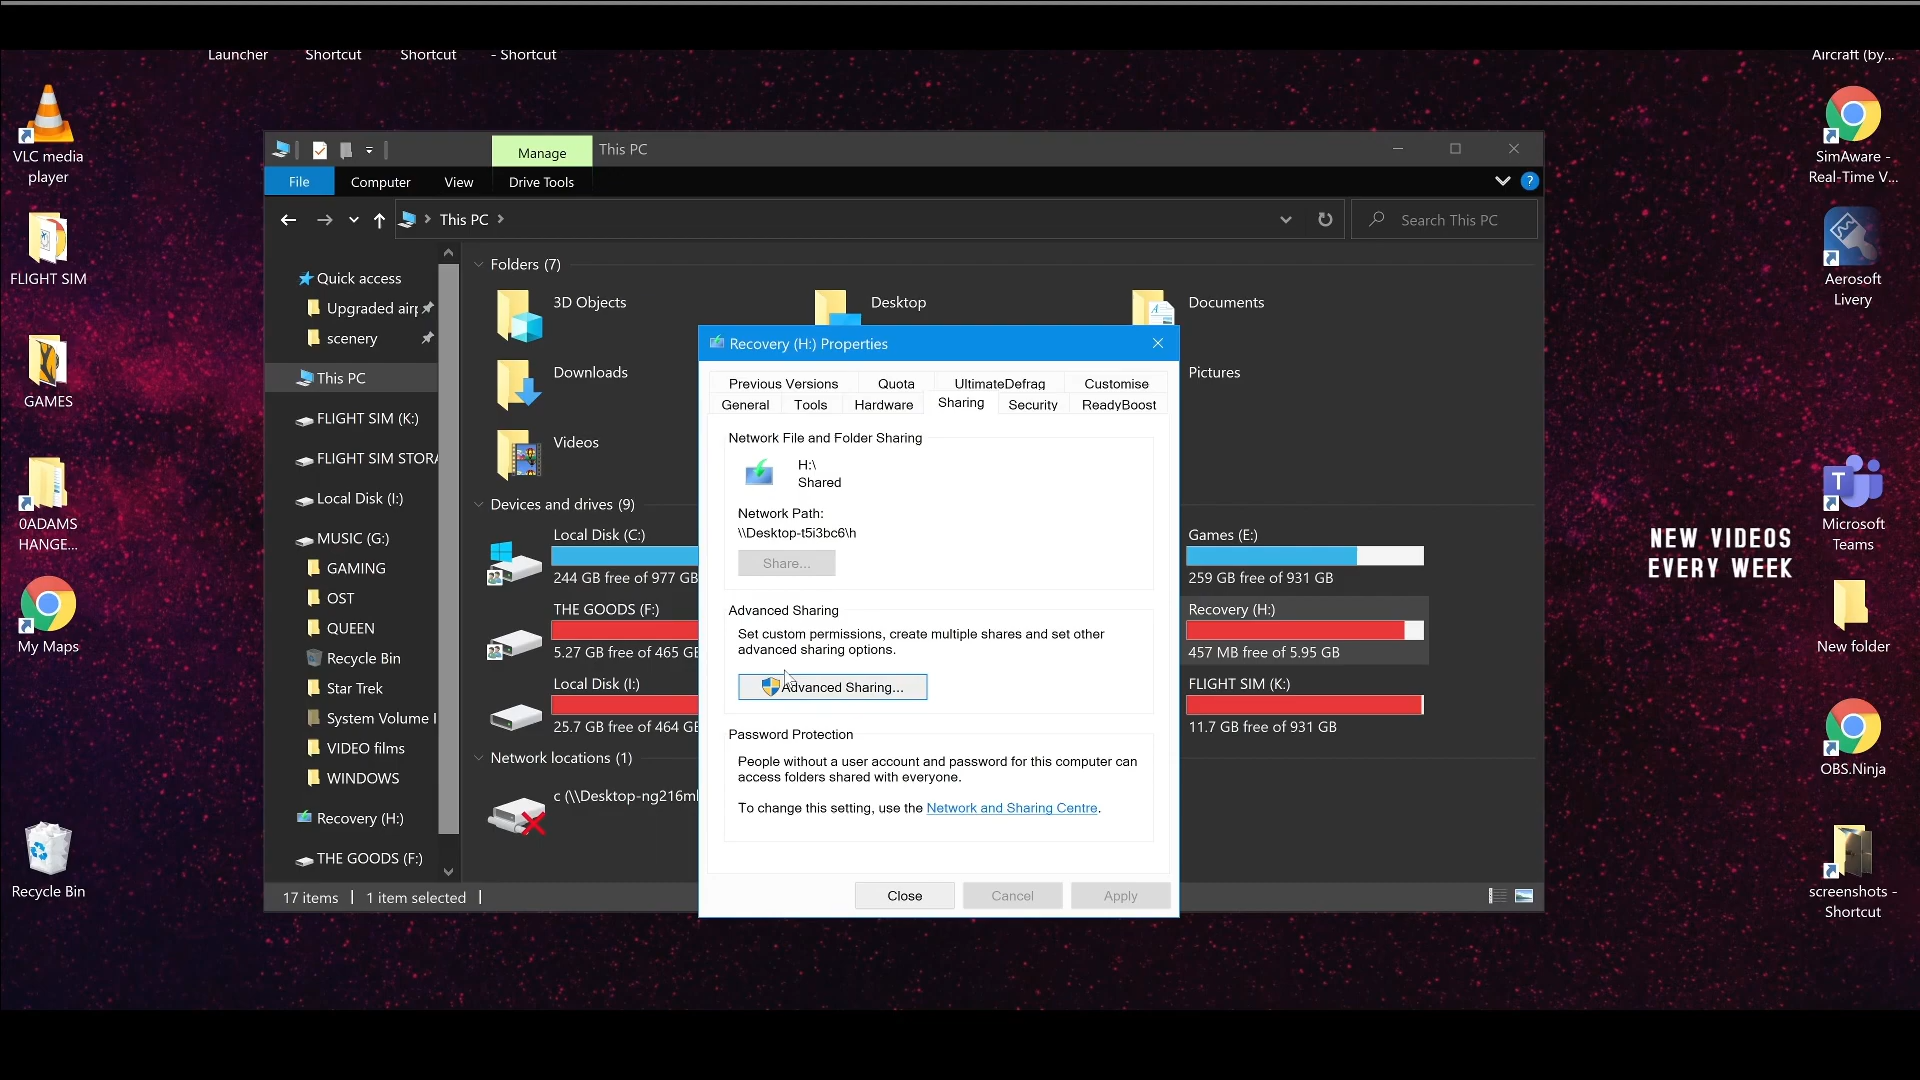 Launcher
Shortcut
Shortcut
- Shortcut
Aircraft (by...
VLC media
player
FLIGHT SIM
GAMES
0ADAMS
HANGE...
My Maps
Recycle Bin
Manage
This PC
File
Computer
View
Drive Tools
This PC
Search This PC
Quick access
Upgraded airp
scenery
This PC
FLIGHT SIM (K:)
FLIGHT SIM STORA
Local Disk (I:)
MUSIC (G:)
GAMING
OST
QUEEN
Recycle Bin
Star Trek
System Volume I
VIDEO films
WINDOWS
Recovery (H:)
THE GOODS (F:)
Folders (7)
3D Objects
Desktop
Documents
Downloads
Pictures
Videos
Devices and drives (9)
Local Disk (C:)
244 GB free of 977 GB
Games (E:)
259 GB free of 931 GB
THE GOODS (F:)
5.27 GB free of 465 GB
Recovery (H:)
457 MB free of 5.95 GB
Local Disk (I:)
25.7 GB free of 464 GB
FLIGHT SIM (K:)
11.7 GB free of 931 GB
Network locations (1)
c (\\Desktop-ng216ml
17 items
1 item selected
Recovery (H:) Properties
Previous Versions
Quota
UltimateDefrag
Customise
General
Tools
Hardware
Sharing
Security
ReadyBoost
Network File and Folder Sharing
H:\
Shared
Network Path:
\\Desktop-t5i3bc6\h
Share...
Advanced Sharing
Set custom permissions, create multiple shares and set other
advanced sharing options.
Advanced Sharing...
Password Protection
People without a user account and password for this computer can
access folders shared with everyone.
To change this setting, use the Network and Sharing Centre.
Close
Cancel
Apply
SimAware -
Real-Time V...
Aerosoft
Livery
Microsoft
Teams
NEW VIDEOS
EVERY WEEK
New folder
OBS.Ninja
screenshots -
Shortcut